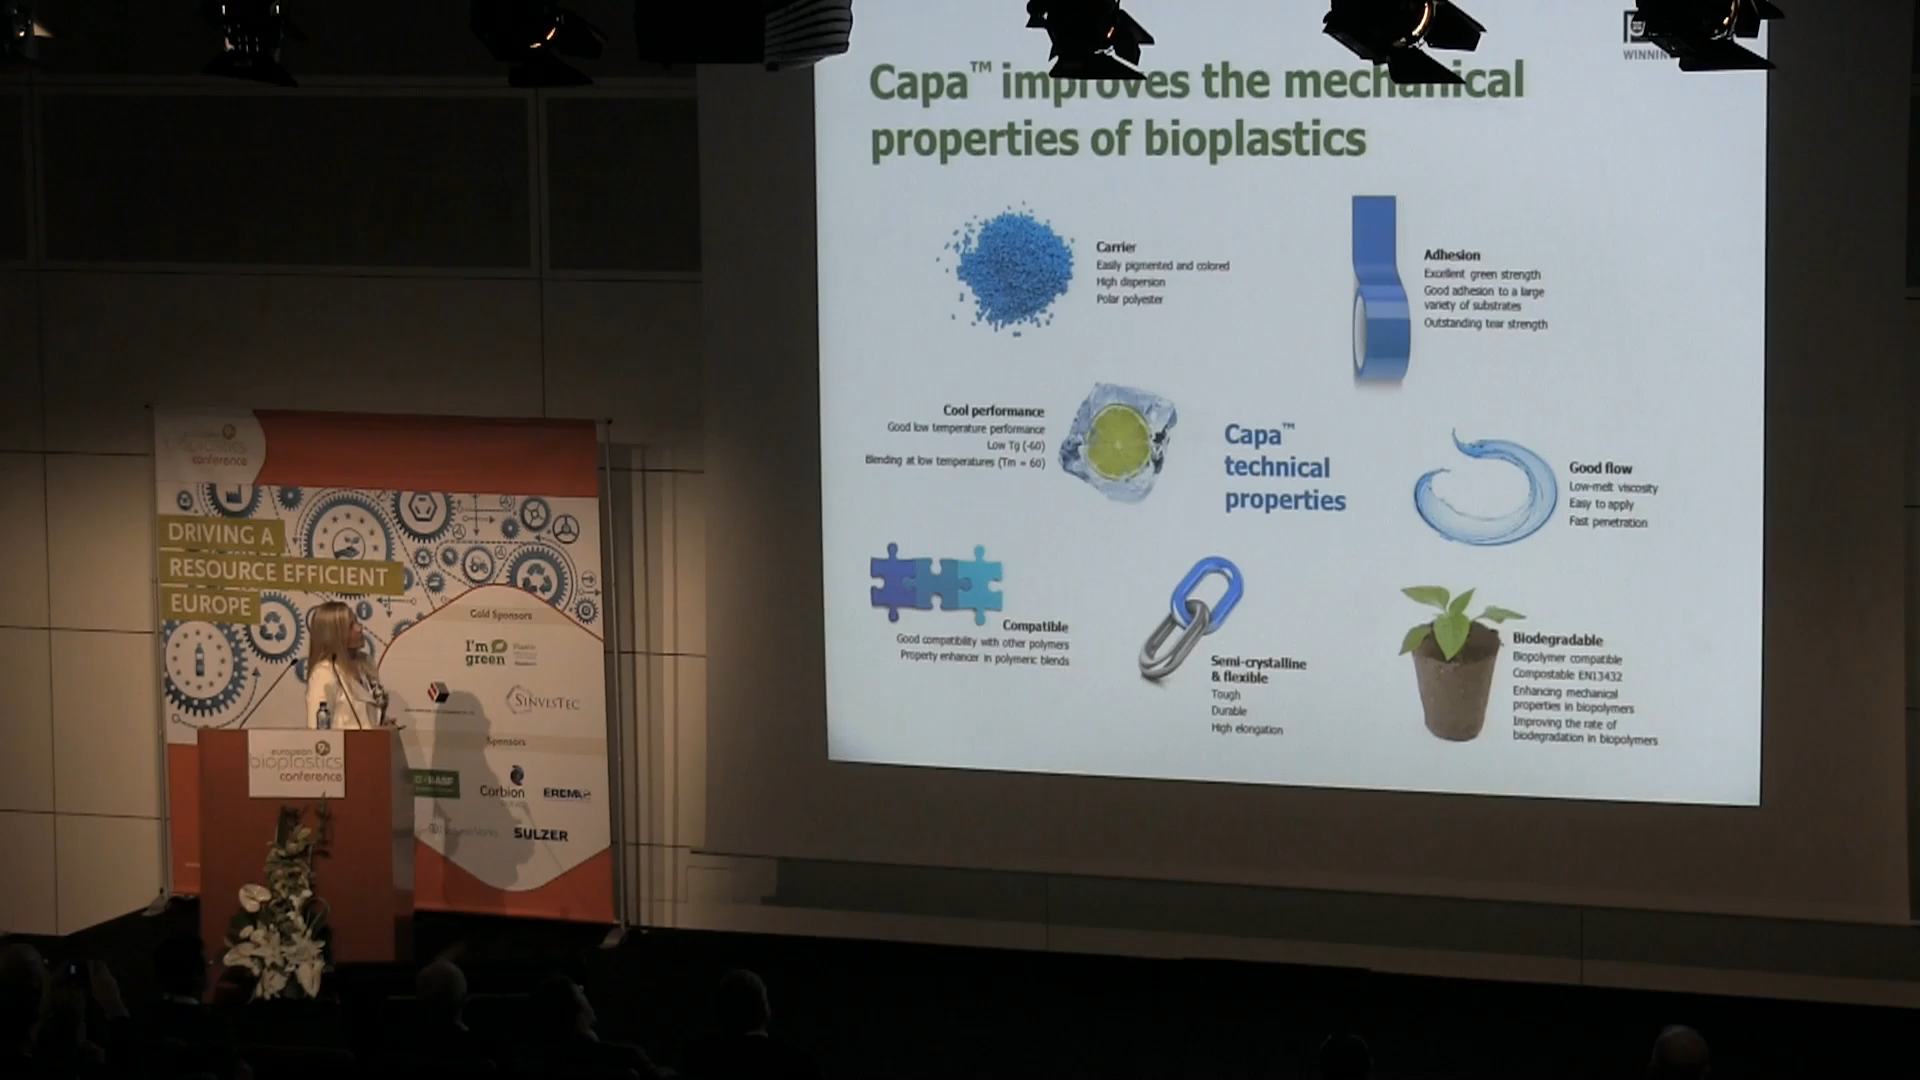 WINNIN
Capa™ improves the mechanical
properties of bioplastics
Carrier
Easily pigmented and colored
High dispersion
Polar polyester
Adhesion
Excellent green strength
Good adhesion to a large
variety of substrates
Outstanding tear strength
Cool performance
Good low temperature performance
Low Tg (-60)
Blending at low temperatures (Tm = 60)
Capa™
technical
properties
Good flow
Low-melt viscosity
Easy to apply
Fast penetration
Compatible
Good compatibility with other polymers
Property enhancer in polymeric blends
Semi-crystalline
& flexible
Tough
Durable
High elongation
Biodegradable
Biopolymer compatible
Compostable EN13432
Enhancing mechanical
properties in biopolymers
Improving the rate of
biodegradation in biopolymers
conference
DRIVING A
RESOURCE EFFICIENT
EUROPE
Gold Sponsors
I'm
green
Plastic
SINVESTEC
Sponsors
BASF
Corbion
EREMA
NatureWorks
SULZER
european
bioplastics
conference